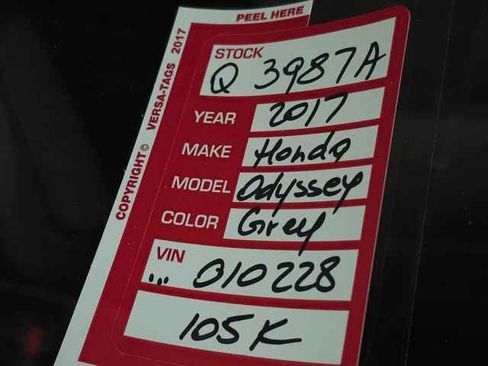 PEEL HERE
COPYRIGHT© VERSA-TAGS 2017
STOCK
Q 3987A
YEAR 2017
MAKE Honda
MODEL Odyssey
COLOR Grey
VIN
... 010228
105K